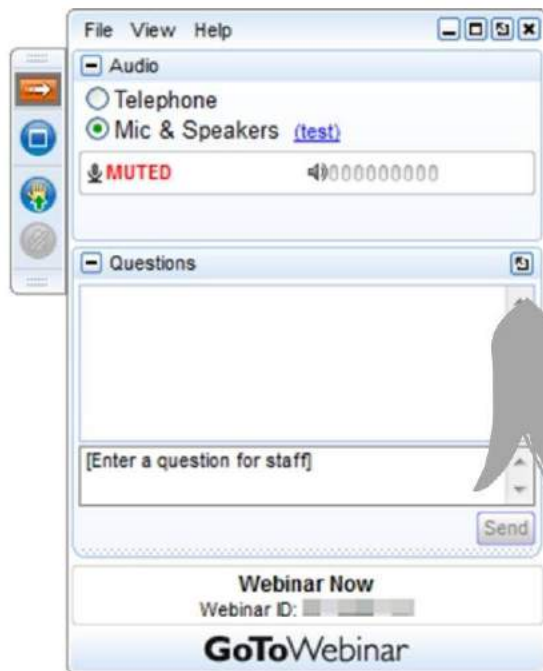 File View Help
Audio
Telephone
Mic & Speakers (test)
MUTED
Questions
[Enter a question for staff]
Send
Webinar Now
Webinar ID:
GoToWebinar